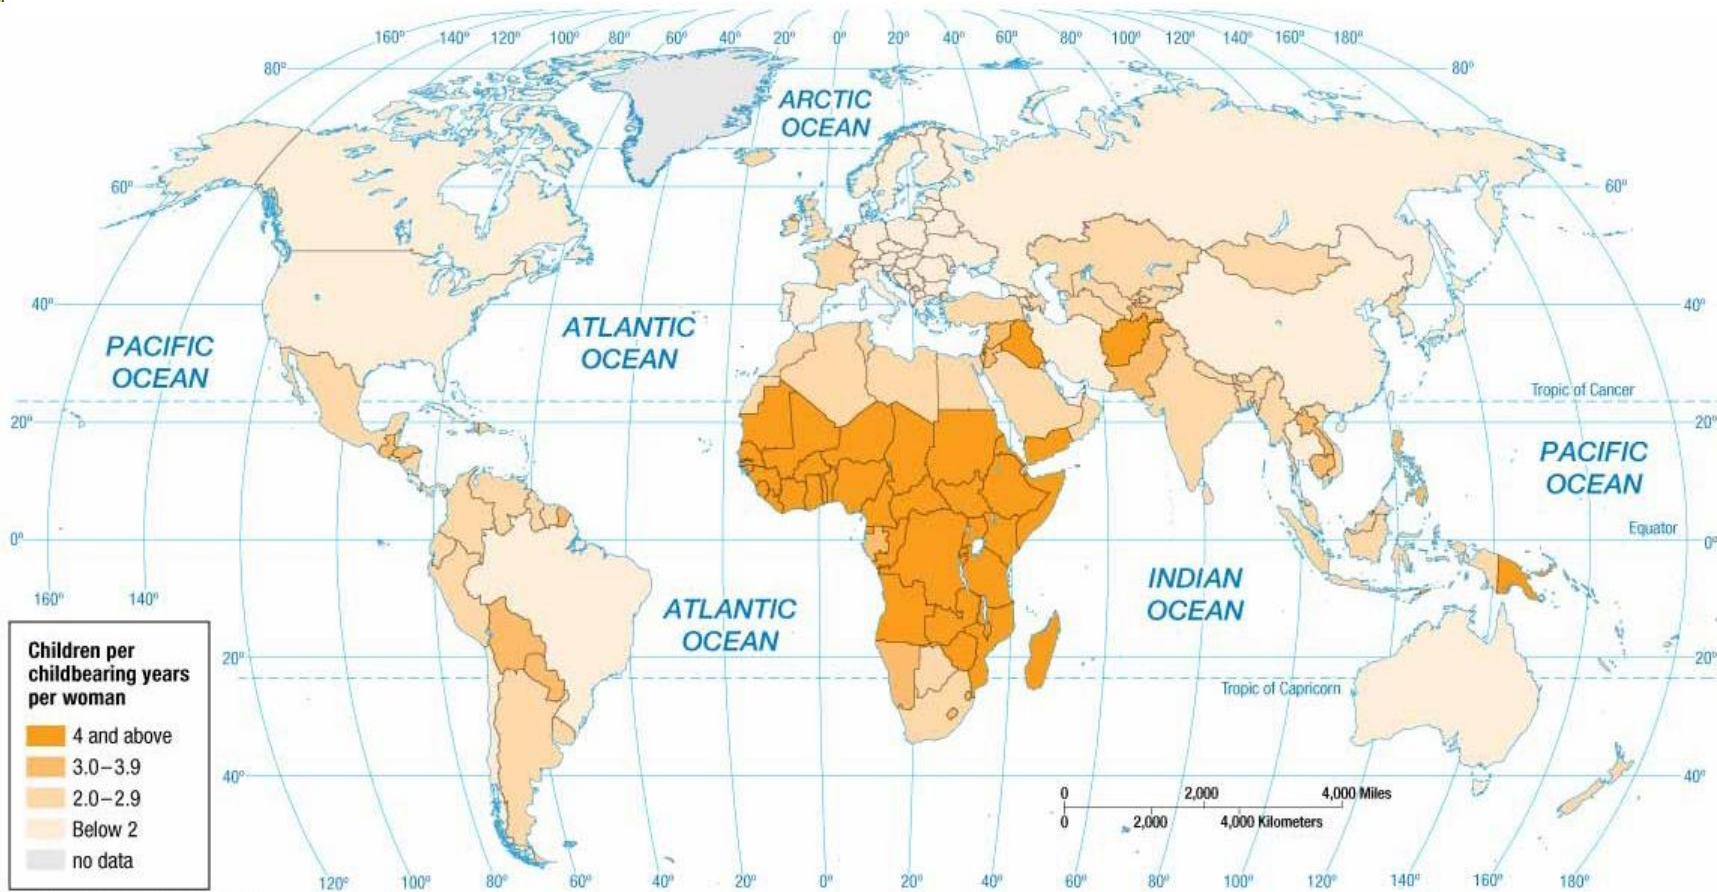 160° 140° 120° 100° 80° 60° 40° 20° 0° 20° 40° 60° 80° 100° 120° 140° 160° 180°
80° 80°
ARCTIC
OCEAN
60° 60°
40° 40°
ATLANTIC
OCEAN
PACIFIC
OCEAN
Tropic of Cancer
20° 20°
PACIFIC
OCEAN
Equator
0° 0°
INDIAN
OCEAN
160° 140°
ATLANTIC
OCEAN
20° 20°
Tropic of Capricorn
40° 40°
Children per
childbearing years
per woman
4 and above
3.0–3.9
2.0–2.9
Below 2
no data
0 2,000 4,000 Miles
0 2,000 4,000 Kilometers
120° 100° 80° 60° 40° 20° 0° 20° 40° 60° 80° 100° 120° 140° 160° 180°